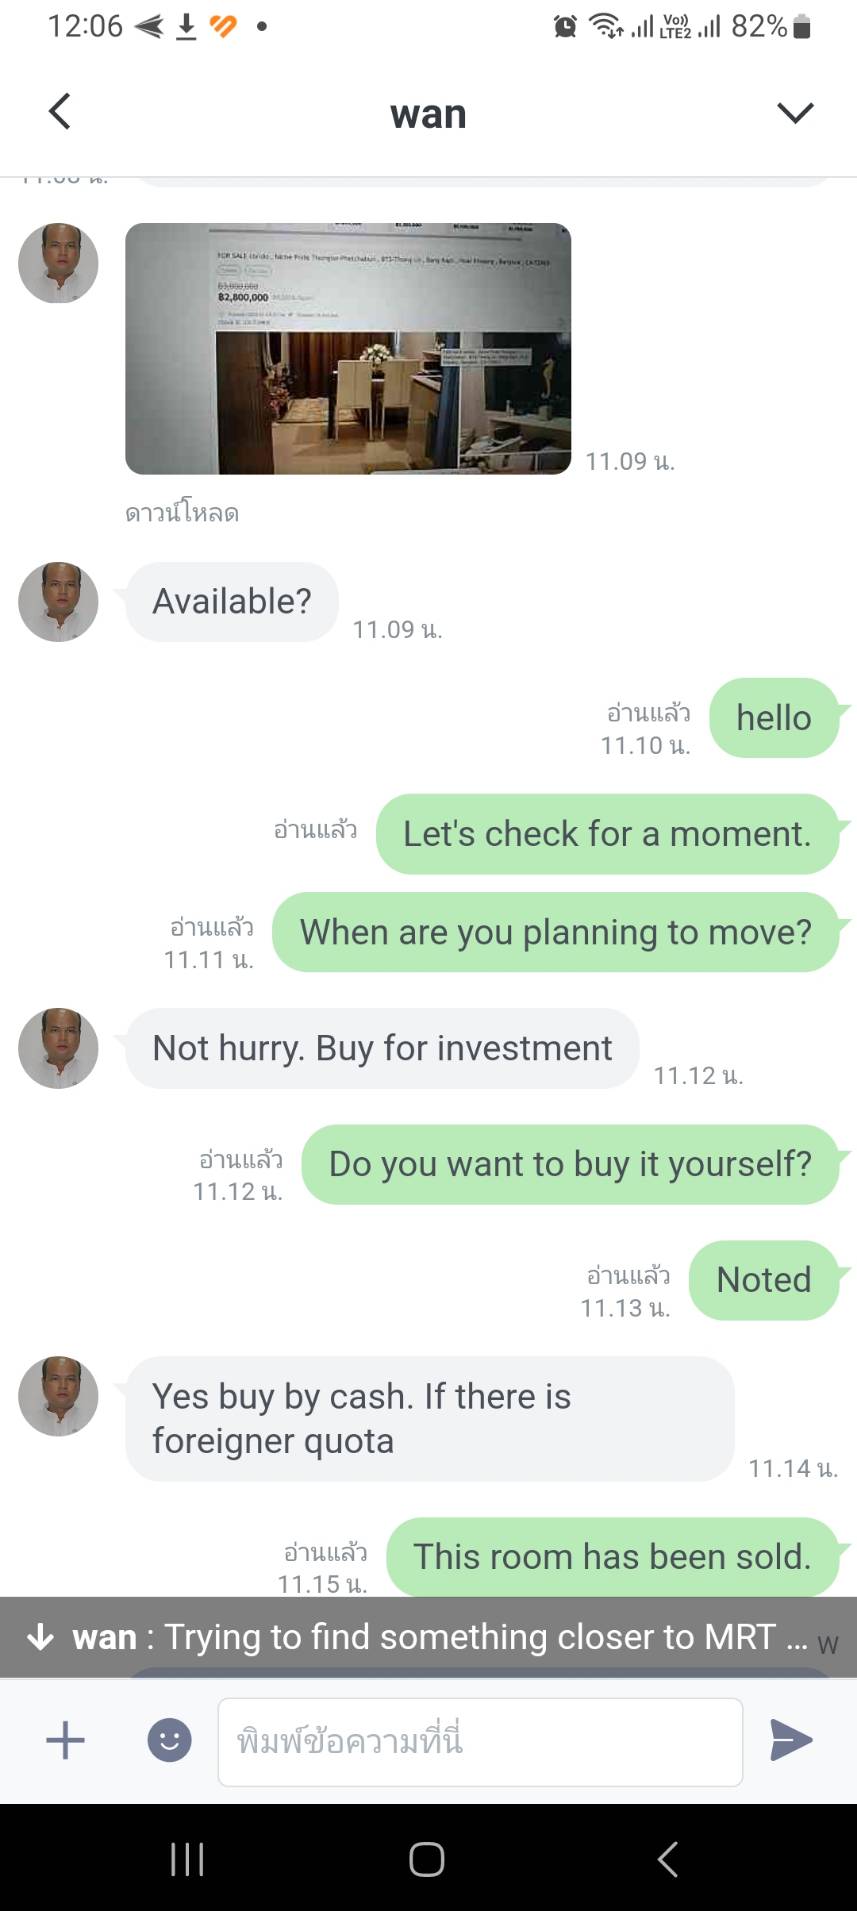 12:06
Vo))
LTE2
82%
wan
FOR SALE
฿3,000,000
฿2,800,000
11.09 น.
ดาวน์โหลด
Available?
11.09 น.
อ่านแล้ว
11.10 น.
hello
อ่านแล้ว
Let's check for a moment.
อ่านแล้ว
11.11 น.
When are you planning to move?
Not hurry. Buy for investment
11.12 น.
อ่านแล้ว
11.12 น.
Do you want to buy it yourself?
อ่านแล้ว
11.13 น.
Noted
Yes buy by cash. If there is
foreigner quota
11.14 น.
อ่านแล้ว
11.15 น.
This room has been sold.
wan : Trying to find something closer to MRT ...
W
พิมพ์ข้อความที่นี่